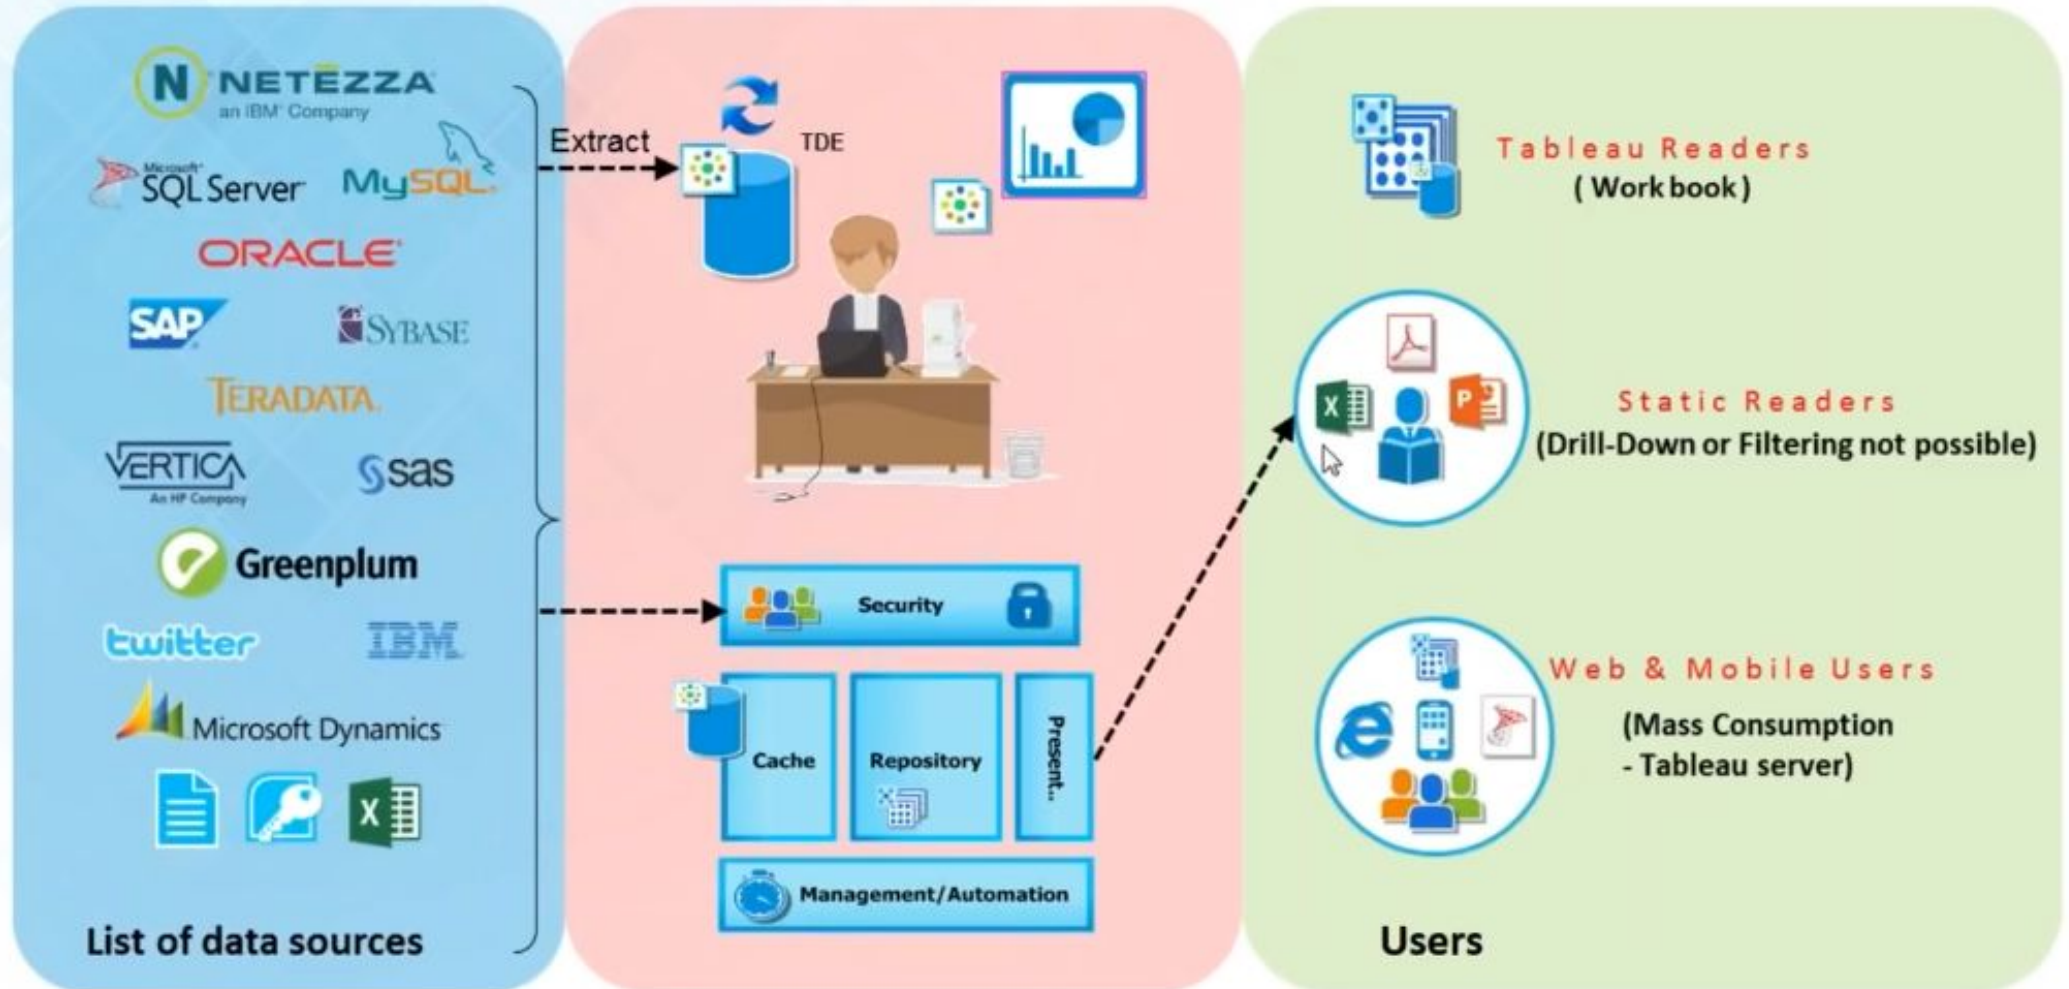 N NETEZZA
an IBM® Company
Microsoft®
SQL Server
MySQL
ORACLE
SAP
SYBASE
TERADATA
VERTICA
An HP Company
sas
Greenplum
twitter
IBM
Microsoft Dynamics
X
List of data sources
Extract
TDE
Security
Cache
Repository
Present..
Management/Automation
Tableau Readers
( Work book )
X
P
Static Readers
(Drill-Down or Filtering not possible)
Web & Mobile Users
(Mass Consumption
- Tableau server)
Users